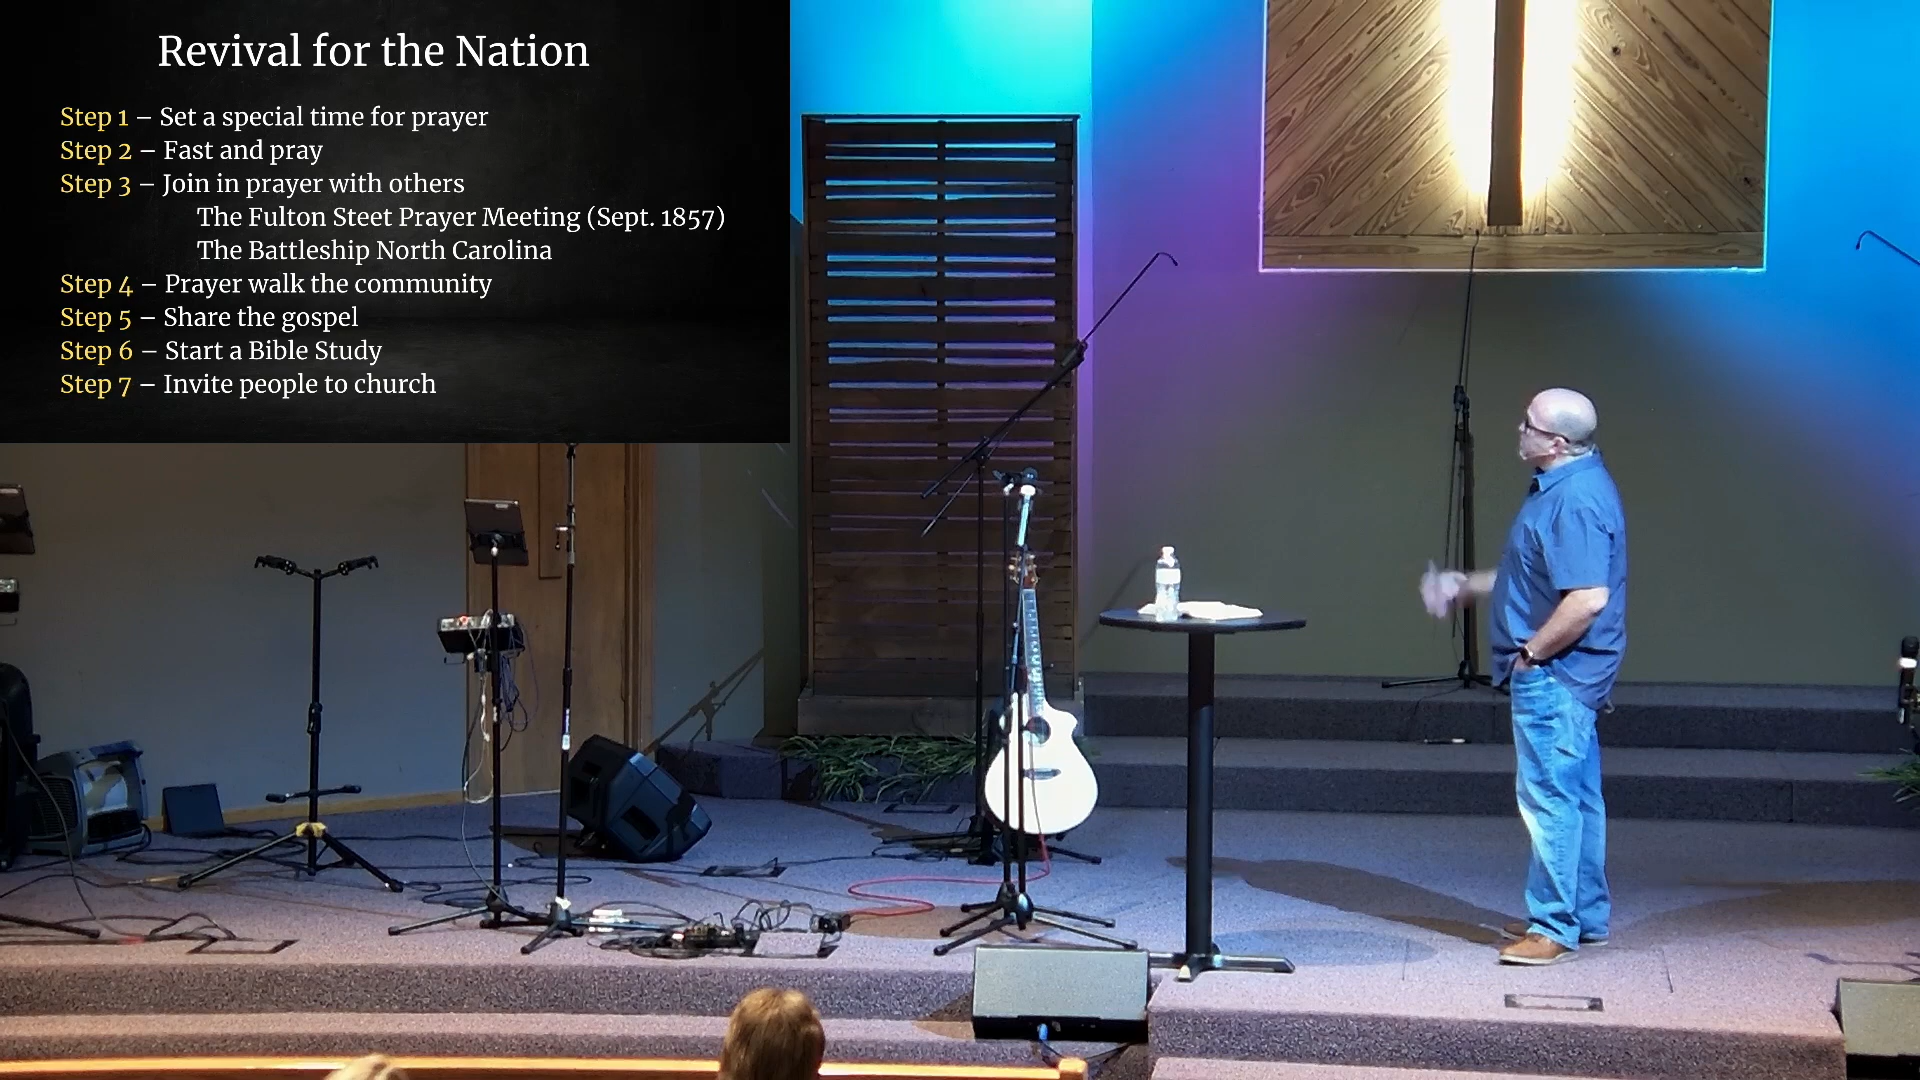 Revival for the Nation
Step 1 – Set a special time for prayer
Step 2 – Fast and pray
Step 3 – Join in prayer with others
The Fulton Steet Prayer Meeting (Sept. 1857)
The Battleship North Carolina
Step 4 – Prayer walk the community
Step 5 – Share the gospel
Step 6 – Start a Bible Study
Step 7 – Invite people to church